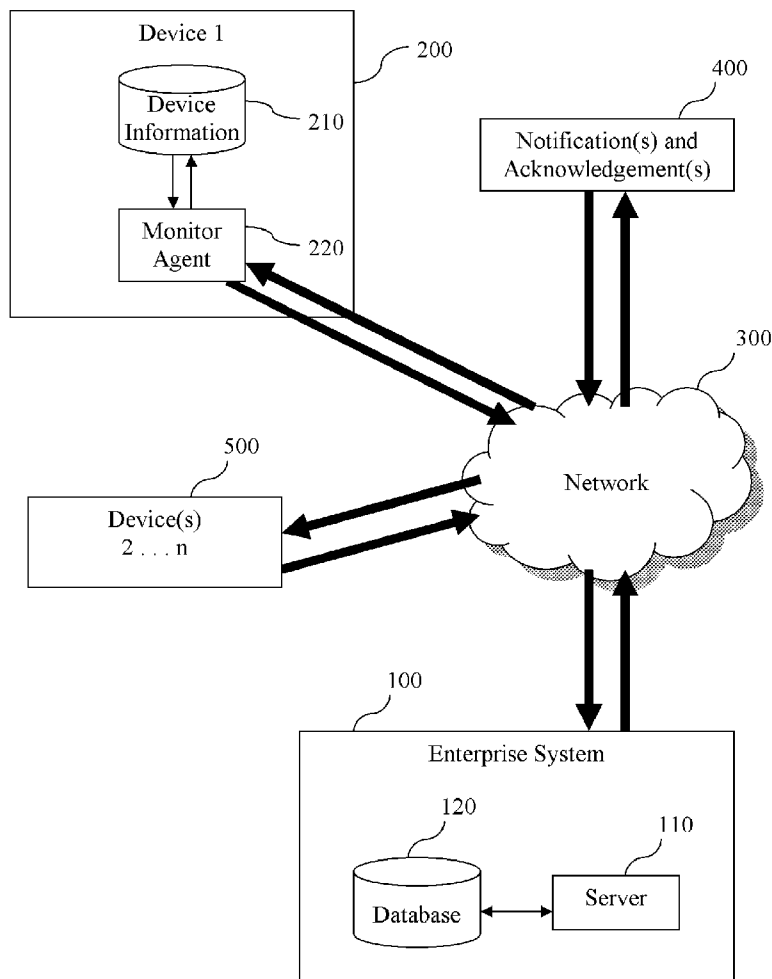 Device 1
200
Device
Information
210
Monitor
Agent
220
400
Notification(s) and
Acknowledgement(s)
300
Network
500
Device(s)
2 . . . n
100
Enterprise System
120
Database
110
Server